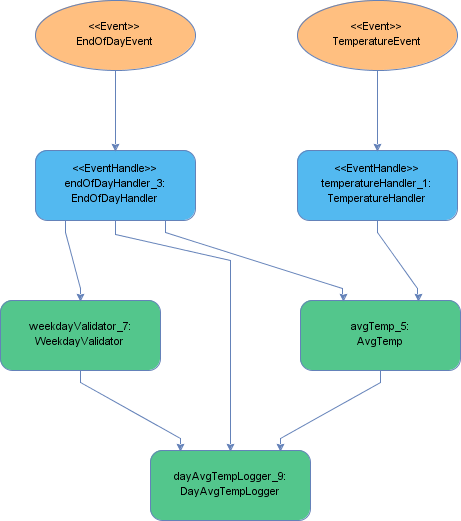 <<Event>>
EndOfDayEvent
<<Event>>
TemperatureEvent
<<EventHandle>>
endOfDayHandler_3:
EndOfDayHandler
<<EventHandle>>
temperatureHandler_1:
TemperatureHandler
weekdayValidator_7:
WeekdayValidator
avgTemp_5:
AvgTemp
dayAvgTempLogger_9:
DayAvgTempLogger